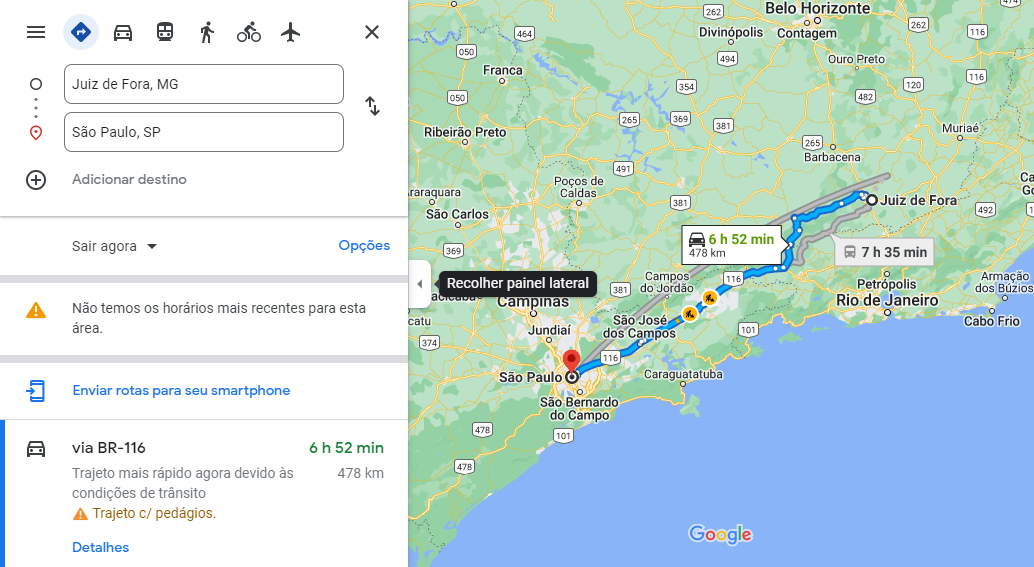 Juiz de Fora, MG
São Paulo, SP
Adicionar destino
Sair agora
Opções
Não temos os horários mais recentes para esta
área.
Enviar rotas para seu smartphone
via BR-116
6 h 52 min
Trajeto mais rápido agora devido às
478 km
condições de trânsito
Trajeto c/ pedágios.
Detalhes
Recolher painel lateral
Belo Horizonte
Contagem
Divinópolis
262
262
116
474
464
050
494
Ouro Preto
Franca
354
120
116
050
482
265
369
381
Ribeirão Preto
Muriaé
265
Barbacena
491
Poços de
Caldas
Araraquara
São Carlos
381
Juiz de Fora
492
6 h 52 min
478 km
7 h 35 min
369
Campos
do Jordão
116
Petrópolis
Armação
dos Búzios
381
Campinas
Rio de Janeiro
Cabo Frio
catu
São José
dos Campos
Jundiaí
101
374
116
São Paulo
Caraguatatuba
São Bernardo
do Campo
101
478
478
Google